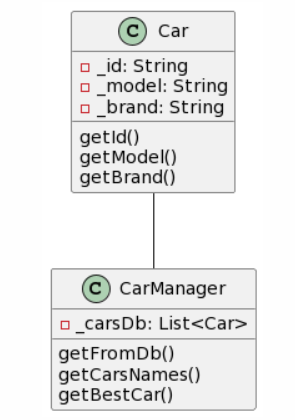 C Car
_id: String
_model: String
_brand: String
getId()
getModel()
getBrand()
C CarManager
_carsDb: List<Car>
getFromDb()
getCarsNames()
getBestCar()